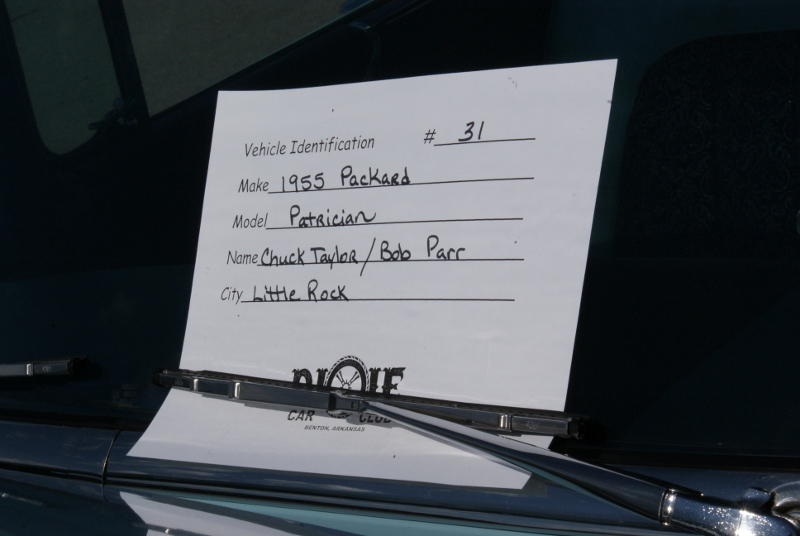 Vehicle Identification # 31
Make 1955 Packard
Model Patrician
Name Chuck Taylor / Bob Parr
City Little Rock
DIXIE
CAR CLUB
BENTON, ARKANSAS